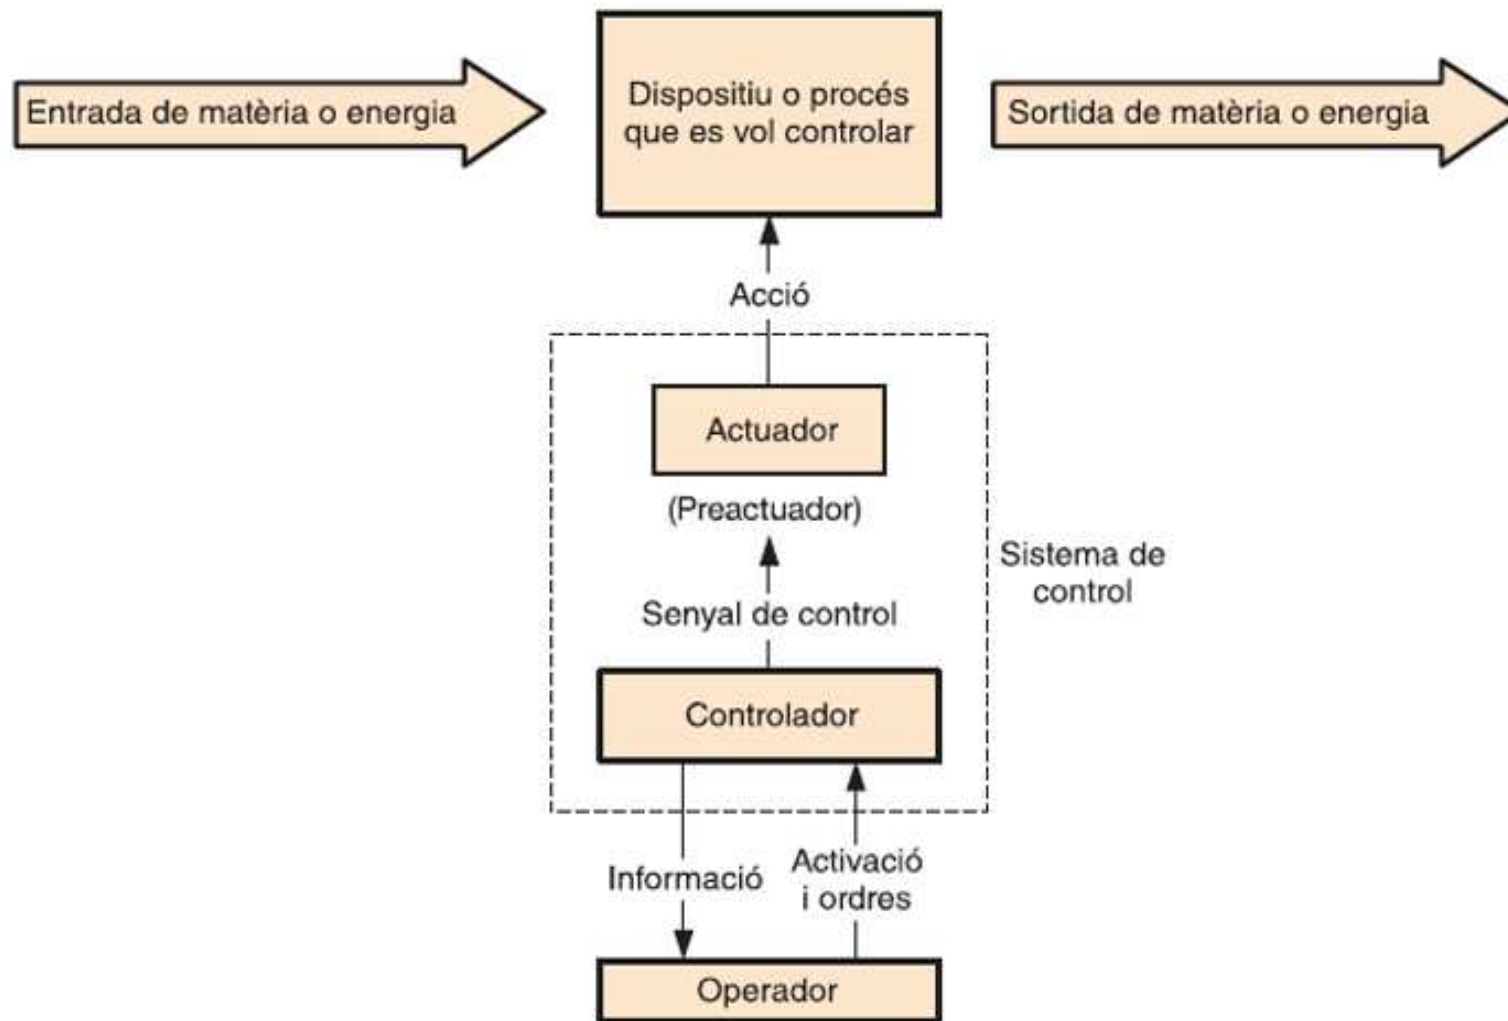 Entrada de matèria o energia
Dispositiu o procés
que es vol controlar
Sortida de matèria o energia
Acció
Actuador
(Preactuador)
Senyal de control
Sistema de
control
Controlador
Informació
Activació
i ordres
Operador